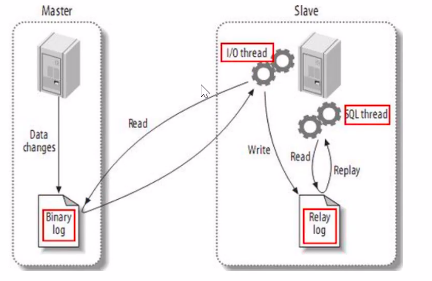 Master
Slave
I/O thread
SQL thread
Data
changes
Read
Write
Read
Replay
Binary
log
Relay
log